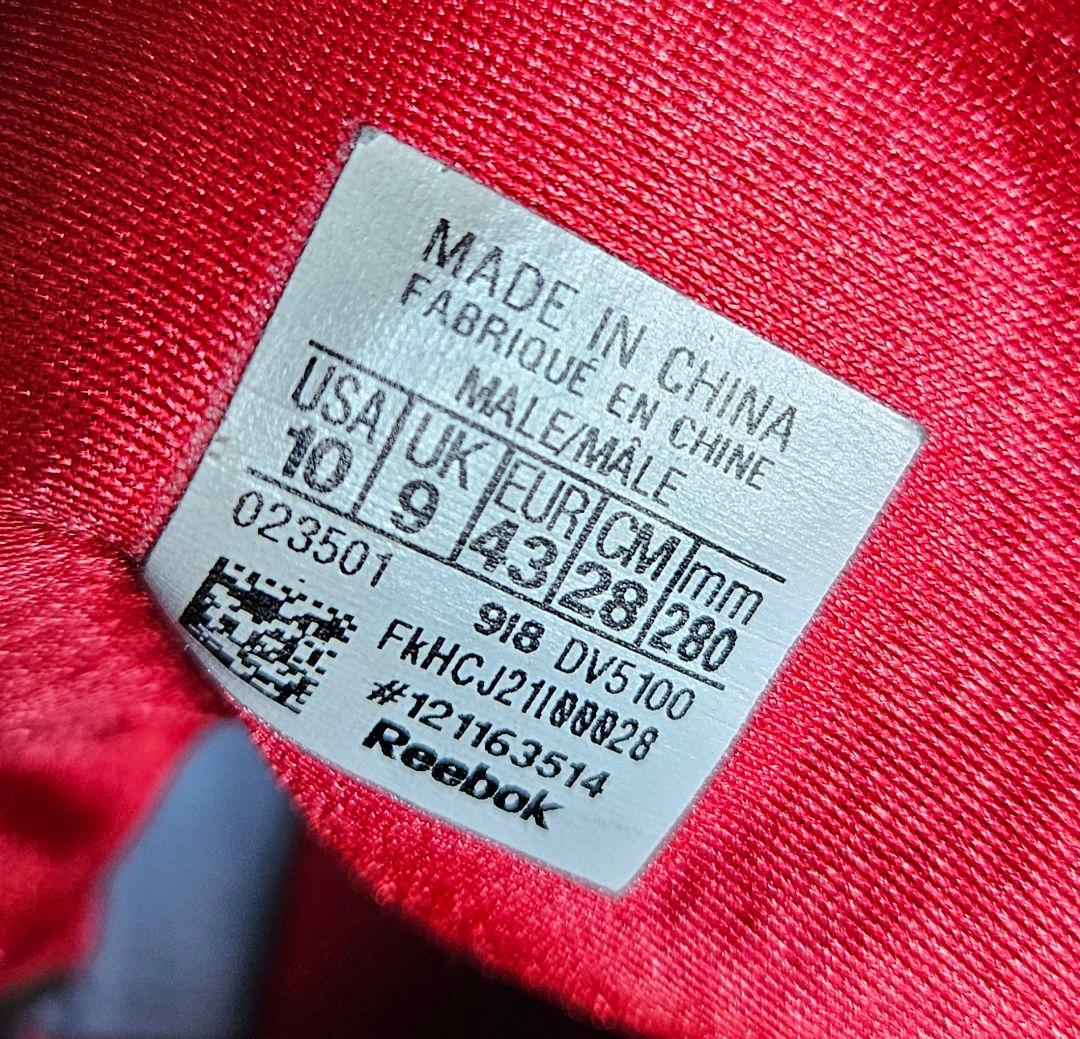 MADE IN CHINA
FABRIQUÉ EN CHINE
MALE/MÂLE
USA UK EUR CM mm
10 9 43 28 280
023501
918 DV5100
FKHCJ21I00028
#121163514
Reebok